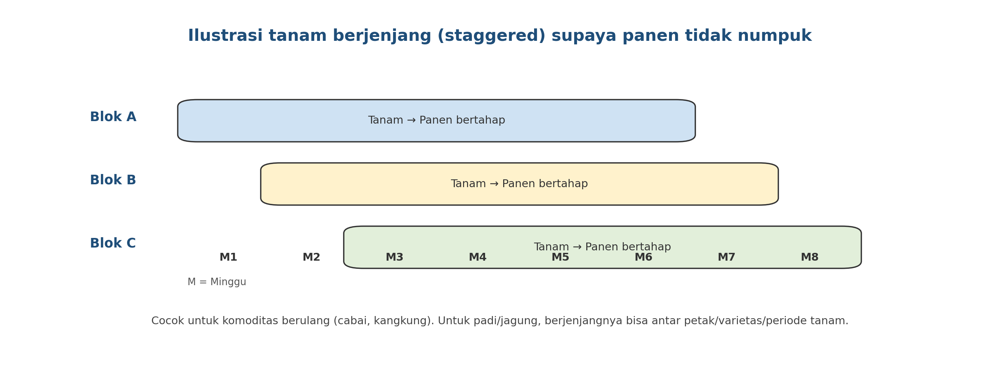 Ilustrasi tanam berjenjang (staggered) supaya panen tidak numpuk
Blok A
Tanam → Panen bertahap
Blok B
Tanam → Panen bertahap
Blok C
Tanam → Panen bertahap
M1 M2 M3 M4 M5 M6 M7 M8
M = Minggu
Cocok untuk komoditas berulang (cabai, kangkung). Untuk padi/jagung, berjenjangnya bisa antar petak/varietas/periode tanam.